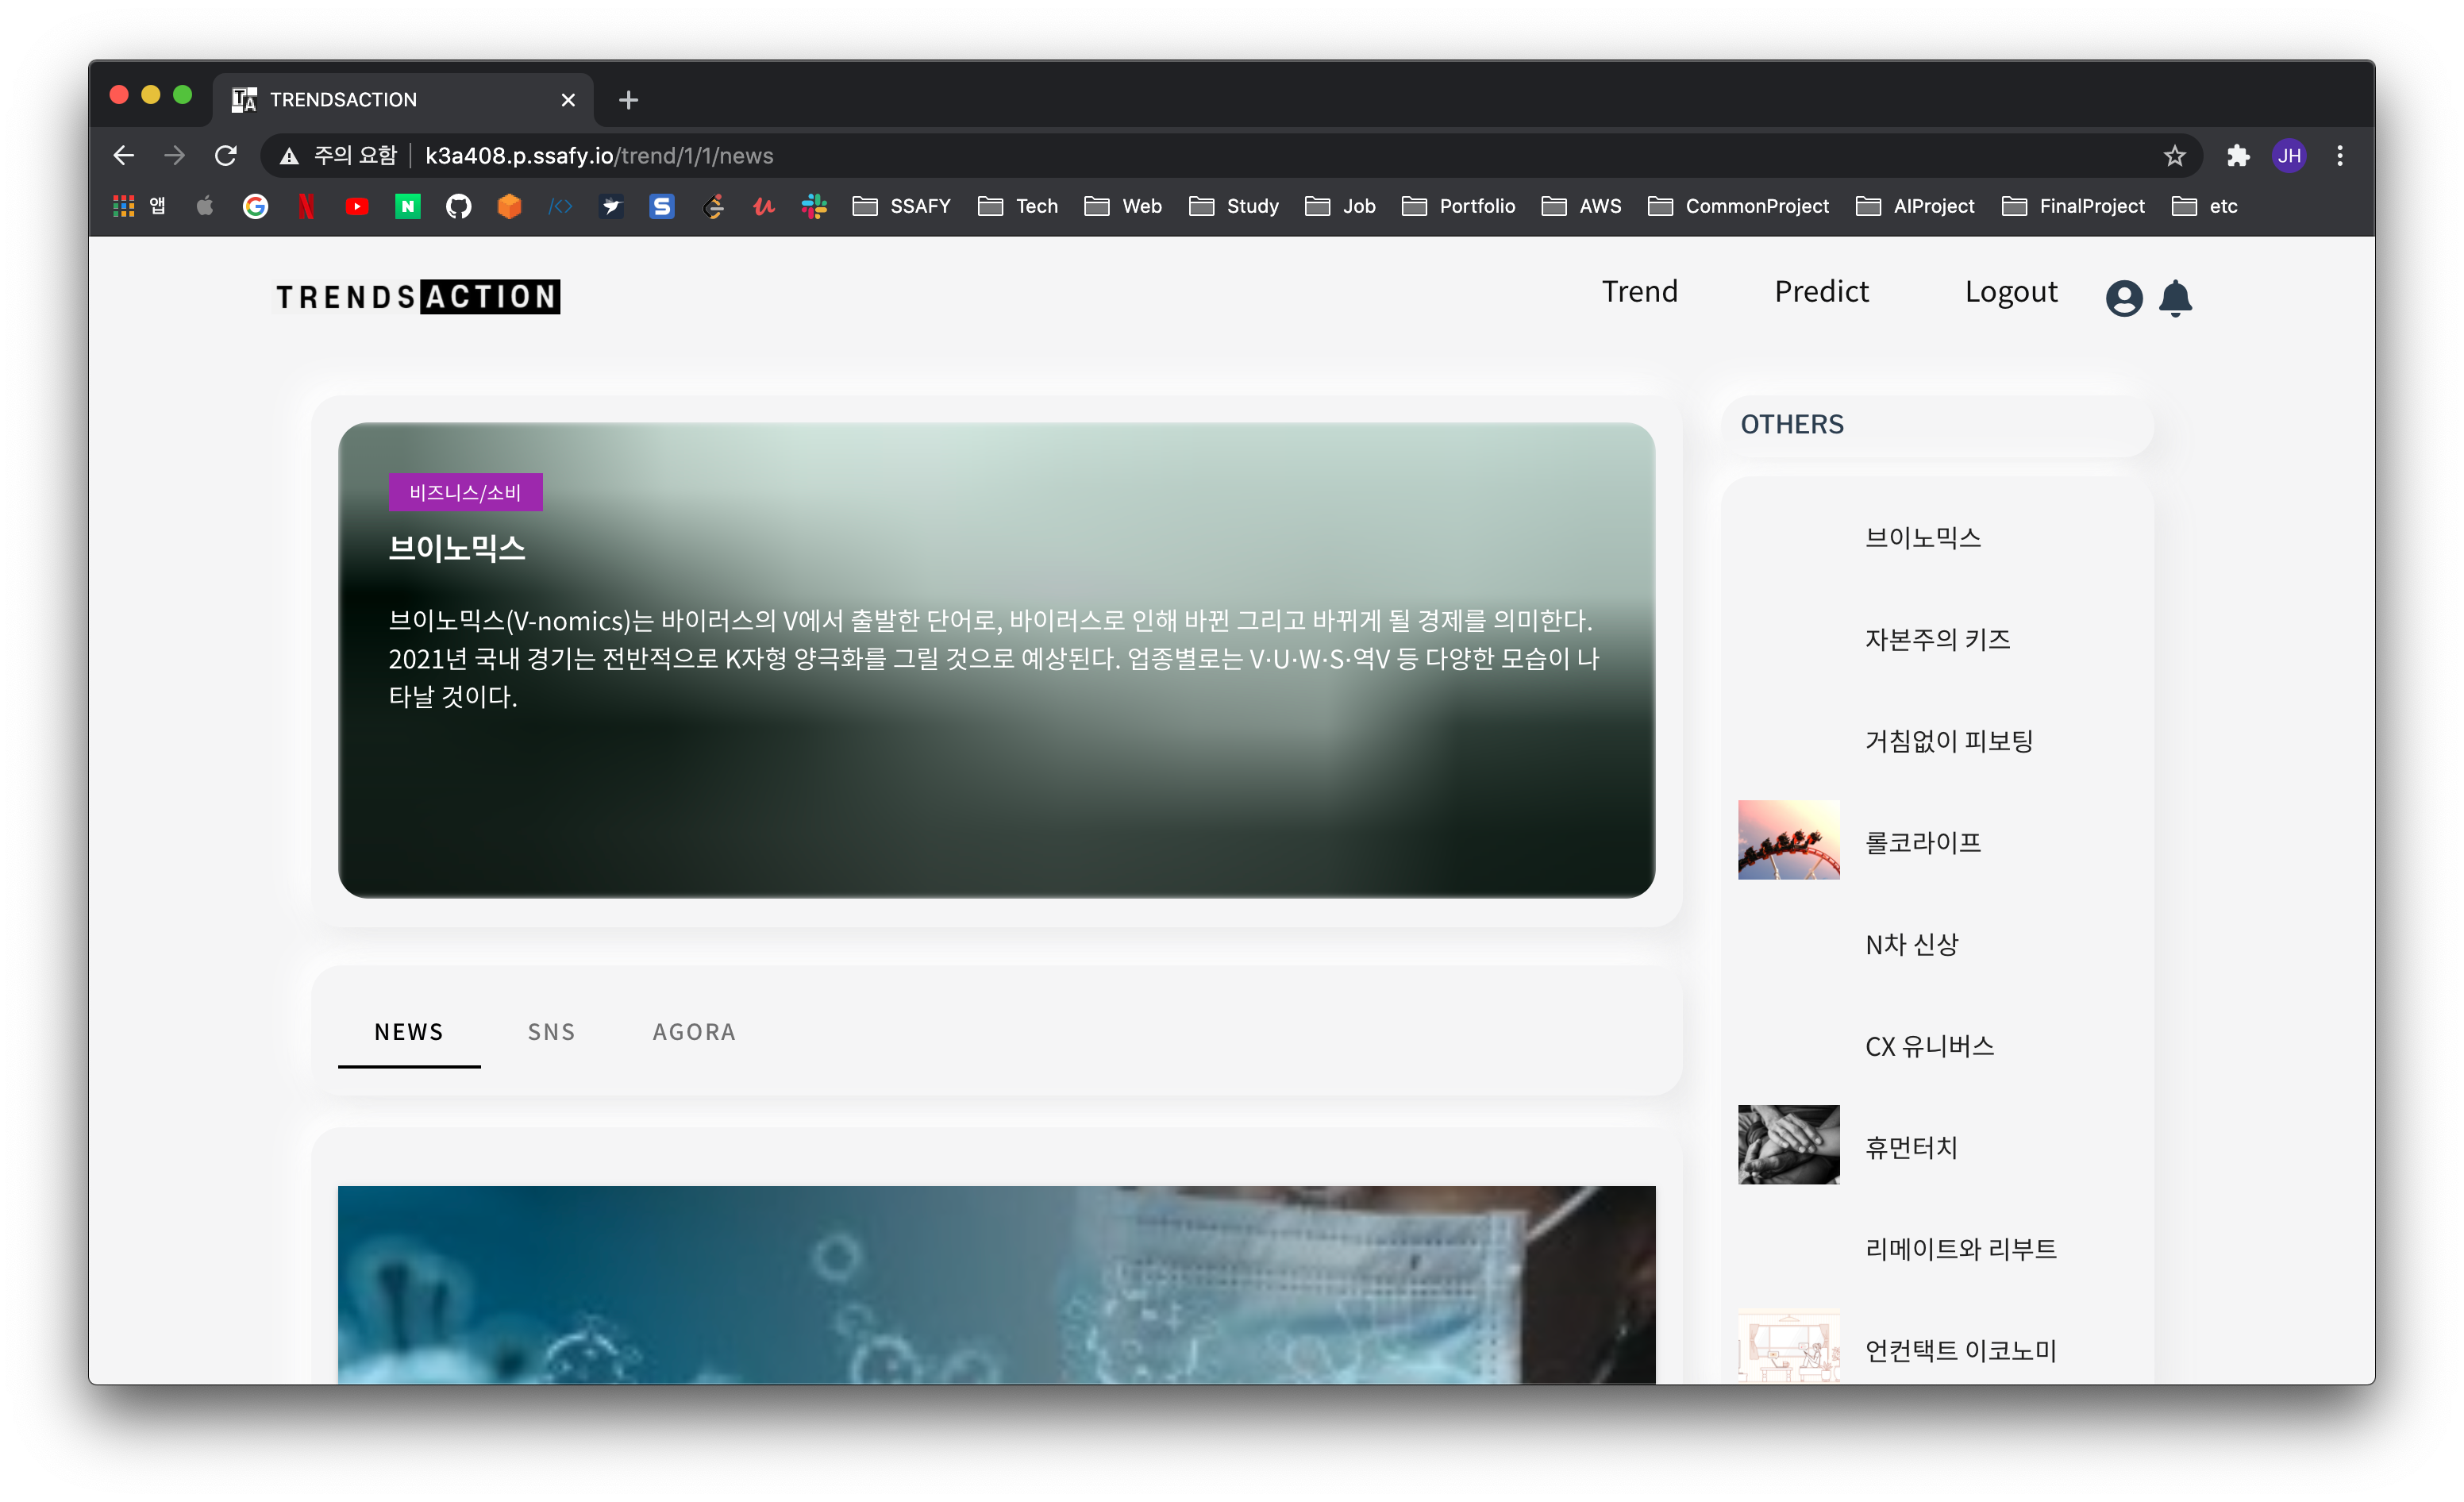 TRENDSACTION
주의 요함 k3a408.p.ssafy.io/trend/1/1/news
JH
앱 SSAFY Tech Web Study Job Portfolio AWS CommonProject AIProject FinalProject etc
TRENDSACTION
Trend Predict Logout
비즈니스/소비
브이노믹스
브이노믹스(V-nomics)는 바이러스의 V에서 출발한 단어로, 바이러스로 인해 바뀐 그리고 바뀌게 될 경제를 의미한다.
2021년 국내 경기는 전반적으로 K자형 양극화를 그릴 것으로 예상된다. 업종별로는 V·U·W·S·역V 등 다양한 모습이 나
타날 것이다.
NEWS SNS AGORA
OTHERS
브이노믹스
자본주의 키즈
거침없이 피보팅
롤코라이프
N차 신상
CX 유니버스
휴먼터치
리메이트와 리부트
언컨택트 이코노미